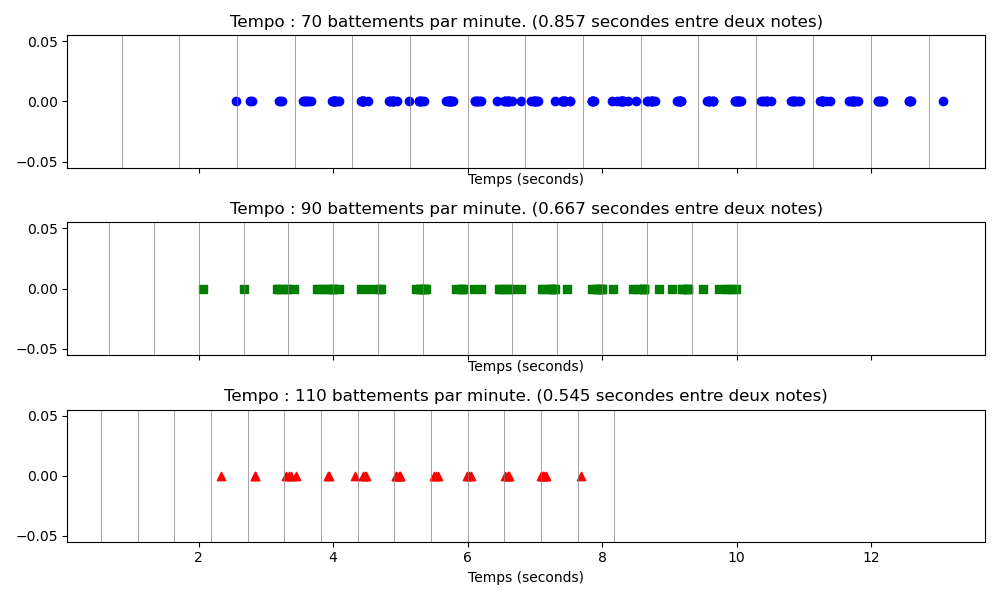 Tempo : 70 battements par minute. (0.857 secondes entre deux notes)
0.05
0.00
−0.05
Temps (seconds)
Tempo : 90 battements par minute. (0.667 secondes entre deux notes)
0.05
0.00
−0.05
Temps (seconds)
Tempo : 110 battements par minute. (0.545 secondes entre deux notes)
0.05
0.00
−0.05
2 4 6 8 10 12
Temps (seconds)